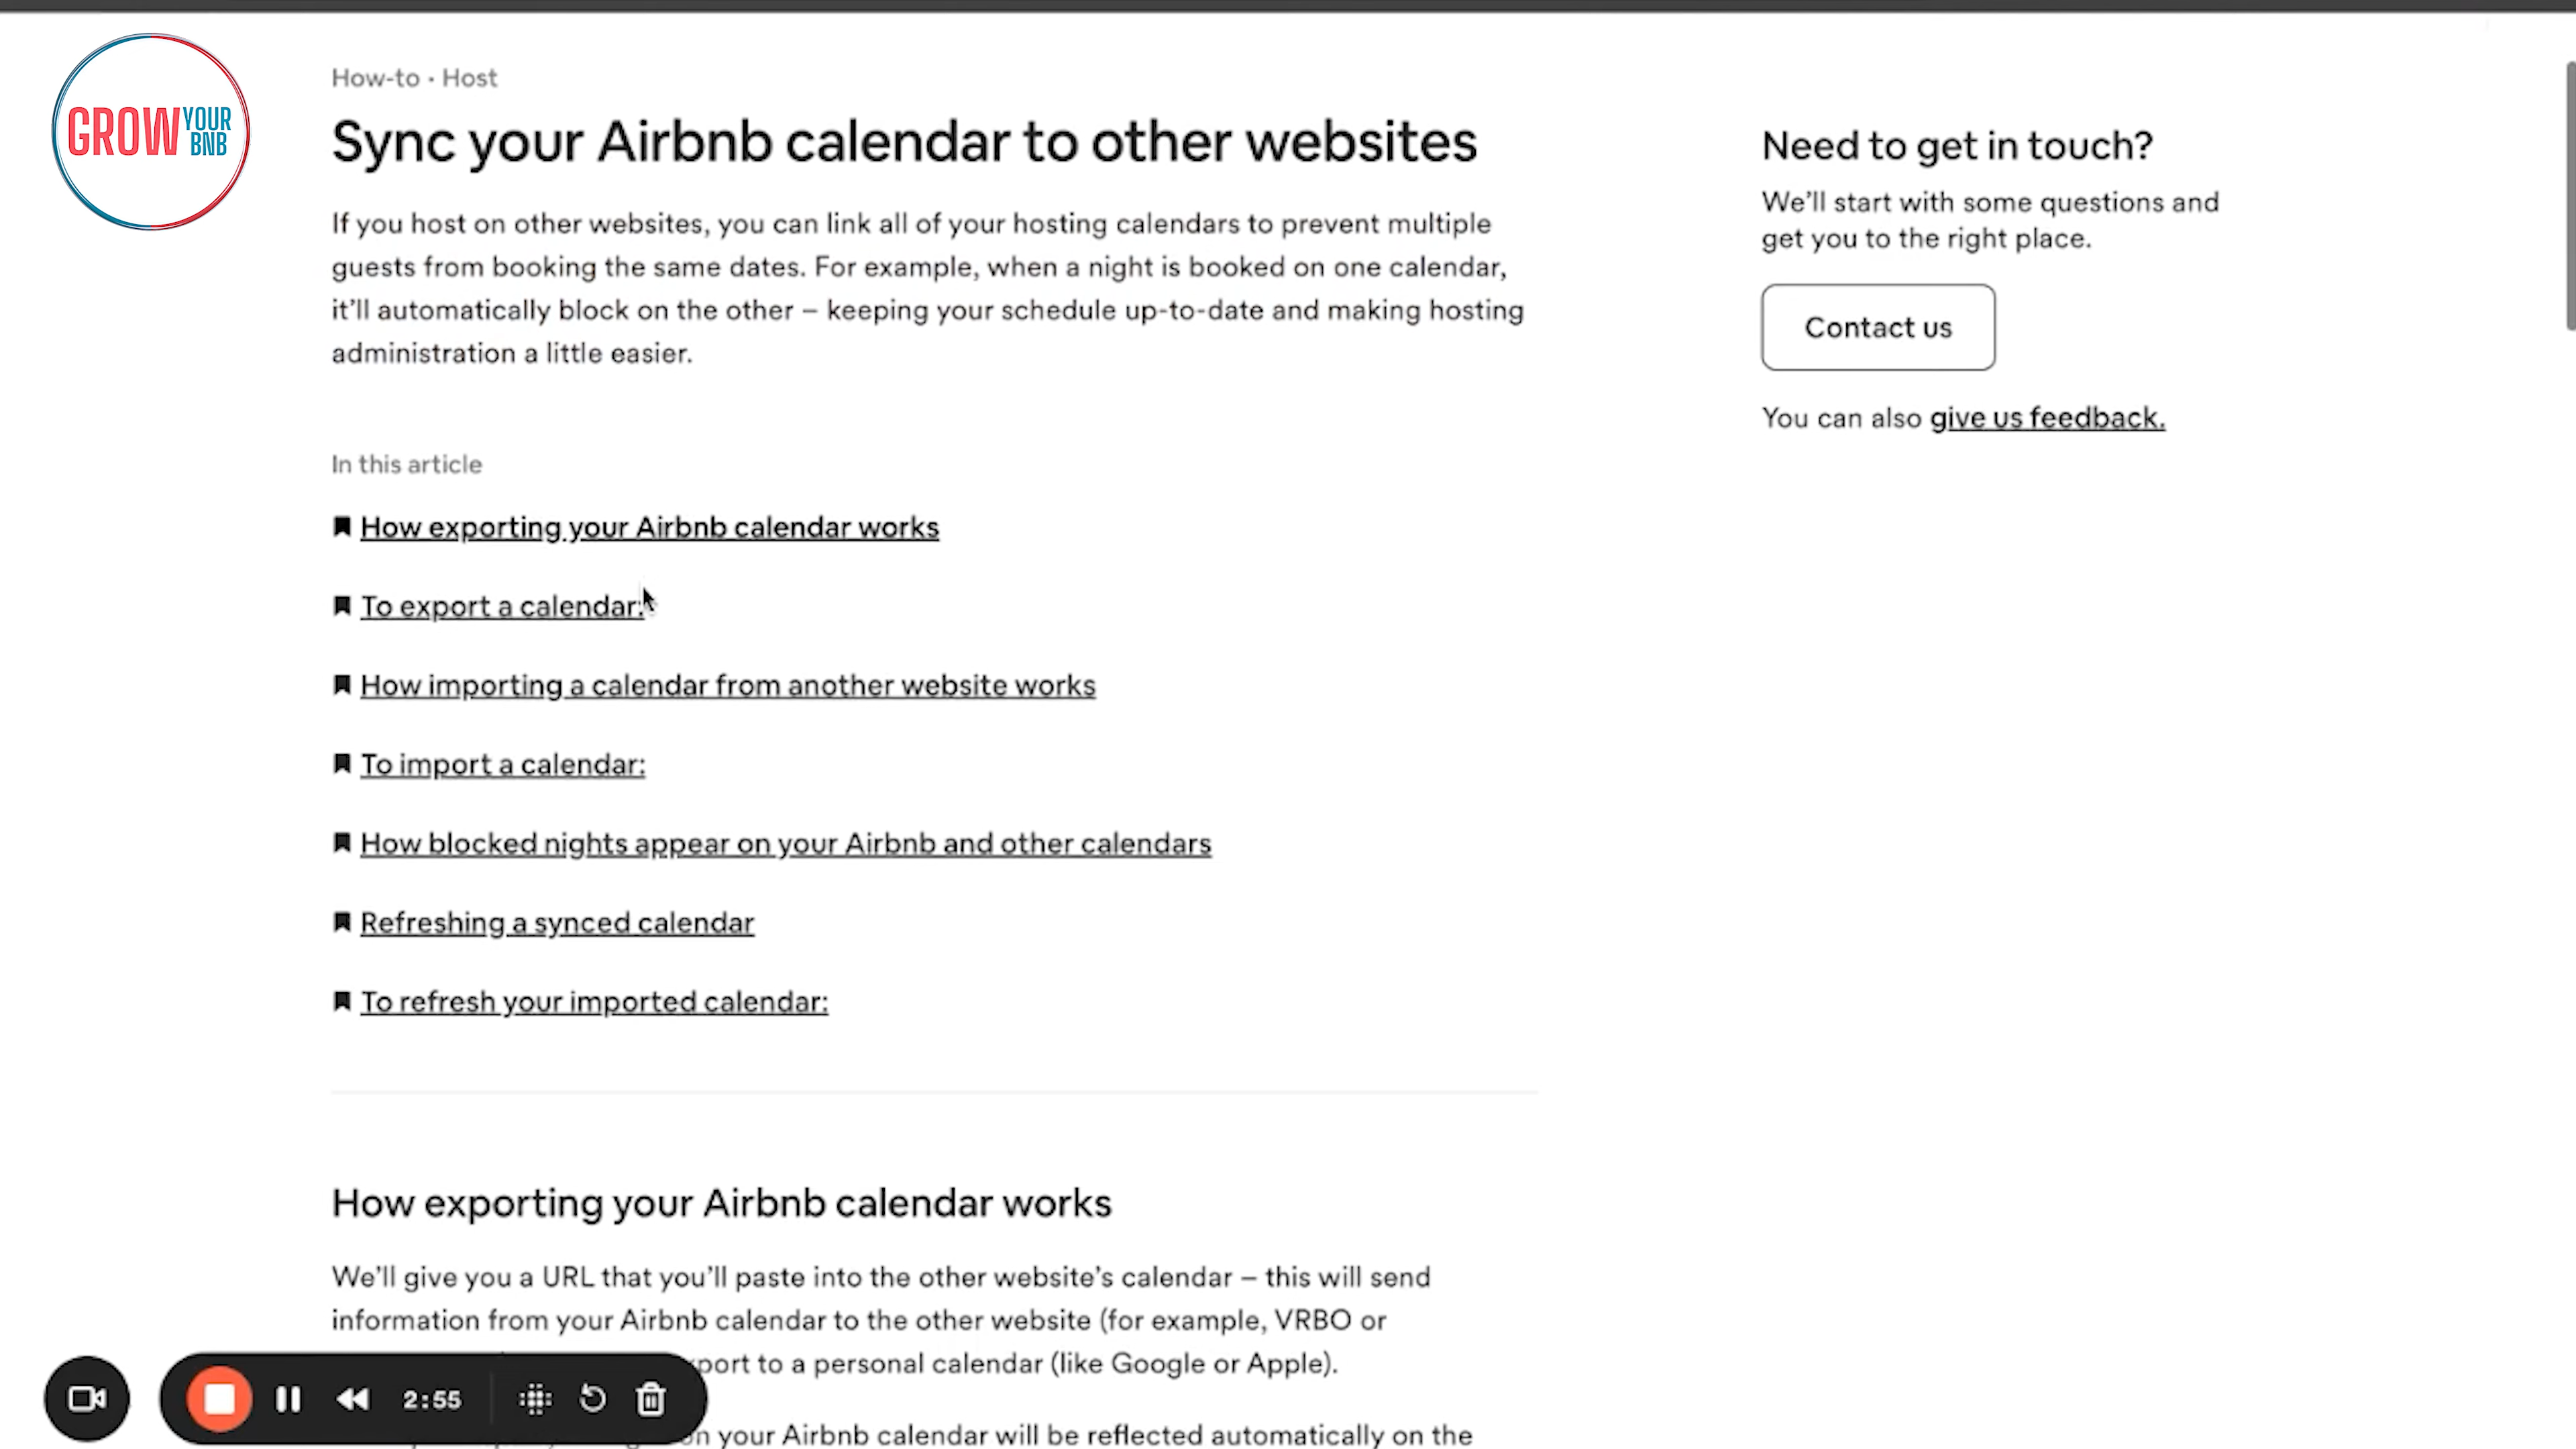 GROW YOUR BNB
How-to · Host
Sync your Airbnb calendar to other websites
If you host on other websites, you can link all of your hosting calendars to prevent multiple
guests from booking the same dates. For example, when a night is booked on one calendar,
it’ll automatically block on the other – keeping your schedule up-to-date and making hosting
administration a little easier.
In this article
How exporting your Airbnb calendar works
To export a calendar:
How importing a calendar from another website works
To import a calendar:
How blocked nights appear on your Airbnb and other calendars
Refreshing a synced calendar
To refresh your imported calendar:
How exporting your Airbnb calendar works
We’ll give you a URL that you’ll paste into the other website’s calendar – this will send
information from your Airbnb calendar to the other website (for example, VRBO or
port to a personal calendar (like Google or Apple).
your Airbnb calendar will be reflected automatically on the
2:55
Need to get in touch?
We’ll start with some questions and
get you to the right place.
Contact us
You can also give us feedback.